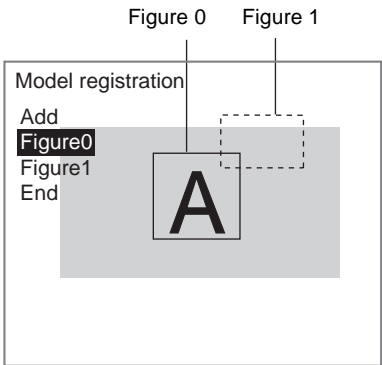 Figure 0 Figure 1
Model registration
Add
Figure0
Figure1
End
A